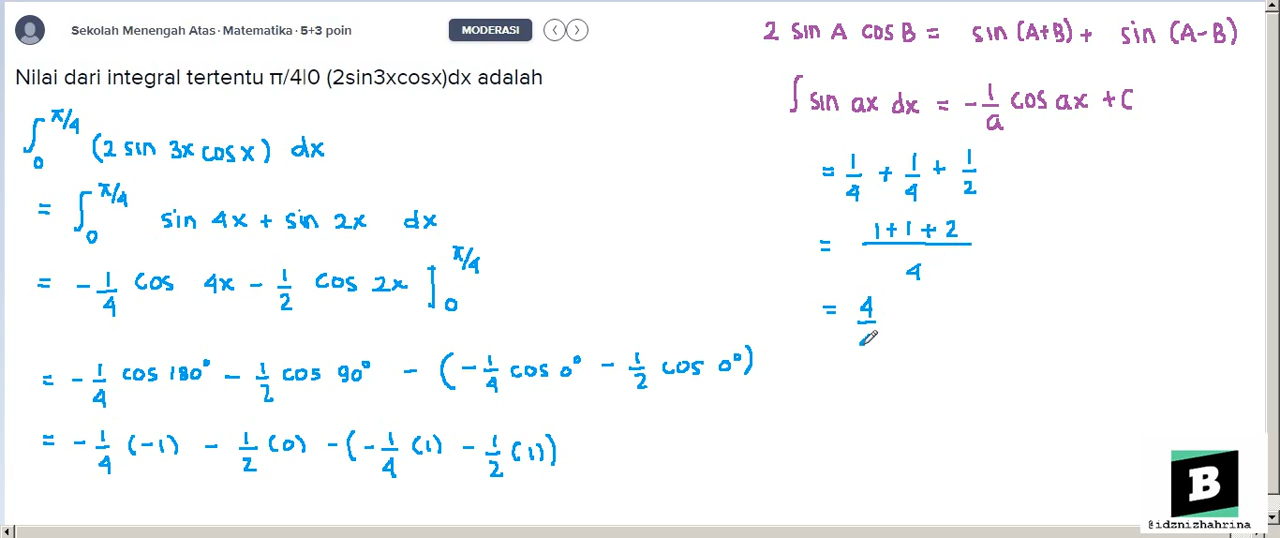 Sekolah Menengah Atas · Matematika · 5+3 poin
MODERASI
Nilai dari integral tertentu π/4|0 (2sin3xcosx)dx adalah
∫₀^π/4 (2 sin 3x cos x) dx
= ∫₀^π/4 sin 4x + sin 2x dx
= -1/4 cos 4x - 1/2 cos 2x ]₀^π/4
= -1/4 cos 180° - 1/2 cos 90° - (-1/4 cos 0° - 1/2 cos 0°)
= -1/4 (-1) - 1/2 (0) - (-1/4 (1) - 1/2 (1))
2 sin A cos B = sin (A+B) + sin (A-B)
∫ sin ax dx = -1/a cos ax + C
= 1/4 + 1/4 + 1/2
= (1+1+2)/4
= 4
B
@idznizhahrina